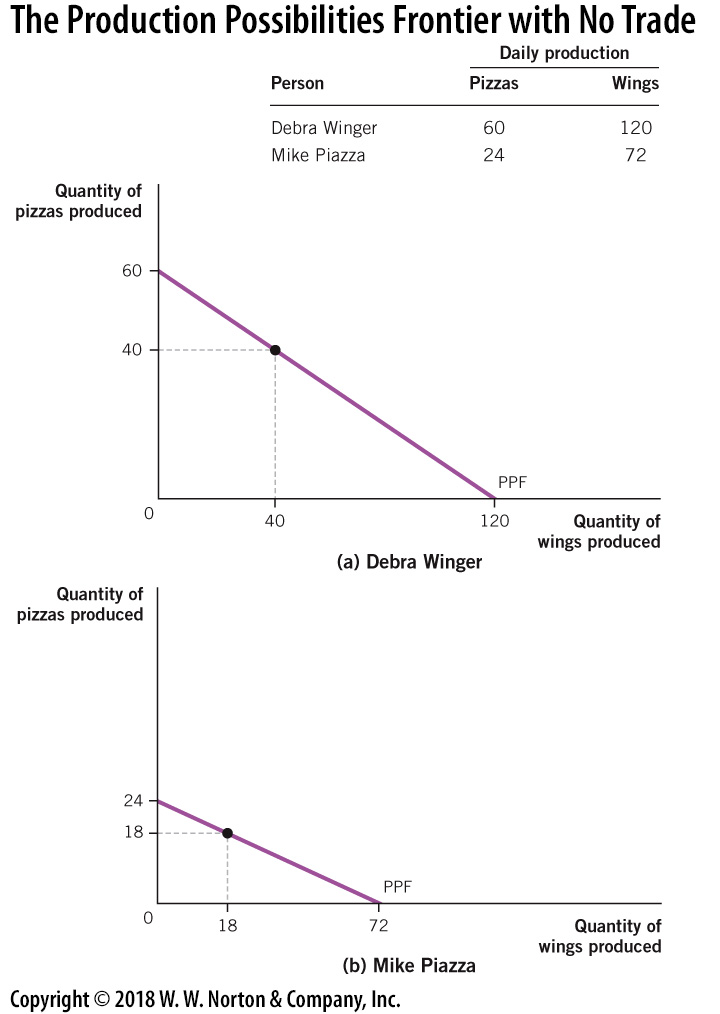 The Production Possibilities Frontier with No Trade
Daily production
Person Pizzas Wings
Debra Winger 60 120
Mike Piazza 24 72
Quantity of
pizzas produced
60
40
PPF
0 40 120 Quantity of
wings produced
(a) Debra Winger
Quantity of
pizzas produced
24
18
PPF
0 18 72 Quantity of
wings produced
(b) Mike Piazza
Copyright © 2018 W. W. Norton & Company, Inc.